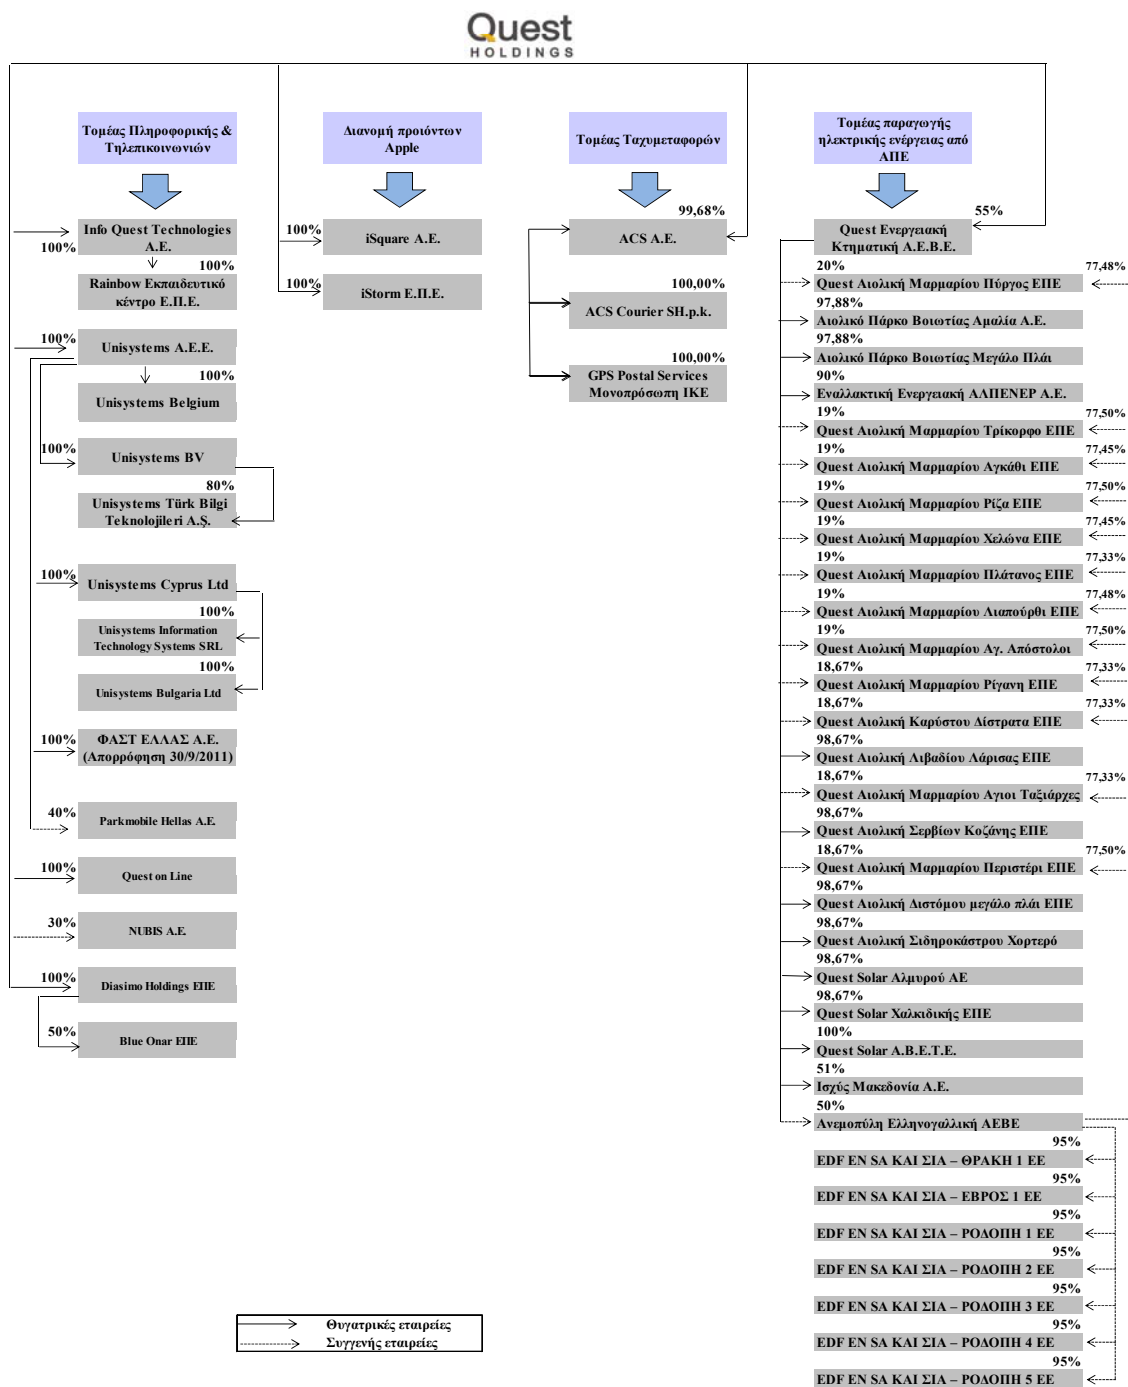 Quest
HOLDINGS
Τομέας Πληροφορικής &
Τηλεπικοινωνιών
100%
Info Quest Technologies
Α.Ε.
100%
Rainbow Εκπαιδευτικό
κέντρο Ε.Π.Ε.
100%
Unisystems Α.Ε.Ε.
100%
Unisystems Belgium
100%
Unisystems BV
80%
Unisystems Türk Bilgi
Teknolojileri A.Ş.
100%
Unisystems Cyprus Ltd
100%
Unisystems Information
Technology Systems SRL
100%
Unisystems Bulgaria Ltd
100%
ΦΑΣΤ ΕΛΛΑΣ Α.Ε.
(Απορρόφηση 30/9/2011)
40%
Parkmobile Hellas Α.Ε.
100%
Quest on Line
30%
NUBIS Α.Ε.
100%
Diasimo Holdings ΕΠΕ
50%
Blue Onar ΕΠΕ
Διανομή προιόντων
Apple
100%
iSquare Α.Ε.
100%
iStorm Ε.Π.Ε.
Τομέας Ταχυμεταφορών
99,68%
ACS Α.Ε.
100,00%
ACS Courier SH.p.k.
100,00%
GPS Postal Services
Μονοπρόσωπη ΙΚΕ
Τομέας παραγωγής
ηλεκτρικής ενέργειας από
ΑΠΕ
55%
Quest Ενεργειακή
Κτηματική Α.Ε.Β.Ε.
20%
77,48%
Quest Αιολική Μαρμαρίου Πύργος ΕΠΕ
97,88%
Αιολικό Πάρκο Βοιωτίας Αμαλία Α.Ε.
97,88%
Αιολικό Πάρκο Βοιωτίας Μεγάλο Πλάι
90%
Εναλλακτική Ενεργειακή ΑΛΠΕΝΕΡ Α.Ε.
19%
77,50%
Quest Αιολική Μαρμαρίου Τρίκορφο ΕΠΕ
19%
77,45%
Quest Αιολική Μαρμαρίου Αγκάθι ΕΠΕ
19%
77,50%
Quest Αιολική Μαρμαρίου Ρίζα ΕΠΕ
19%
77,45%
Quest Αιολική Μαρμαρίου Χελώνα ΕΠΕ
19%
77,33%
Quest Αιολική Μαρμαρίου Πλάτανος ΕΠΕ
19%
77,48%
Quest Αιολική Μαρμαρίου Λιαπούρθι ΕΠΕ
19%
77,50%
Quest Αιολική Μαρμαρίου Αγ. Απόστολοι
18,67%
77,33%
Quest Αιολική Μαρμαρίου Ρίγανη ΕΠΕ
18,67%
77,33%
Quest Αιολική Καρύστου Δίστρατα ΕΠΕ
98,67%
Quest Αιολική Λιβαδίου Λάρισας ΕΠΕ
18,67%
77,33%
Quest Αιολική Μαρμαρίου Αγιοι Ταξιάρχες
98,67%
Quest Αιολική Σερβίων Κοζάνης ΕΠΕ
18,67%
77,50%
Quest Αιολική Μαρμαρίου Περιστέρι ΕΠΕ
98,67%
Quest Αιολική Διστόμου μεγάλο πλάι ΕΠΕ
98,67%
Quest Αιολική Σιδηροκάστρου Χορτερό
98,67%
Quest Solar Αλμυρού ΑΕ
98,67%
Quest Solar Χαλκιδικής ΕΠΕ
100%
Quest Solar Α.Β.Ε.Τ.Ε.
51%
Ισχύς Μακεδονία Α.Ε.
50%
Ανεμοπύλη Ελληνογαλλική ΑΕΒΕ
95%
EDF EN SA ΚΑΙ ΣΙΑ – ΘΡΑΚΗ 1 ΕΕ
95%
EDF EN SA ΚΑΙ ΣΙΑ – ΕΒΡΟΣ 1 ΕΕ
95%
EDF EN SA ΚΑΙ ΣΙΑ – ΡΟΔΟΠΗ 1 ΕΕ
95%
EDF EN SA ΚΑΙ ΣΙΑ – ΡΟΔΟΠΗ 2 ΕΕ
95%
EDF EN SA ΚΑΙ ΣΙΑ – ΡΟΔΟΠΗ 3 ΕΕ
95%
EDF EN SA ΚΑΙ ΣΙΑ – ΡΟΔΟΠΗ 4 ΕΕ
95%
EDF EN SA ΚΑΙ ΣΙΑ – ΡΟΔΟΠΗ 5 ΕΕ
Θυγατρικές εταιρείες
Συγγενής εταιρείες